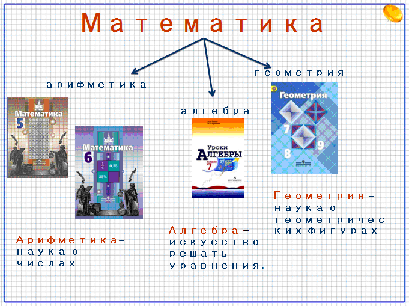 Математика
арифметика
алгебра
геометрия
Математика
5
Математика
6
Уроки
АЛГЕБРЫ
7
Геометрия
7
8
9
Арифметика–
наука о
числах
Алгебра–
искусство
решать
уравнения.
Геометрия–
наука о
геометричес
ких фигурах